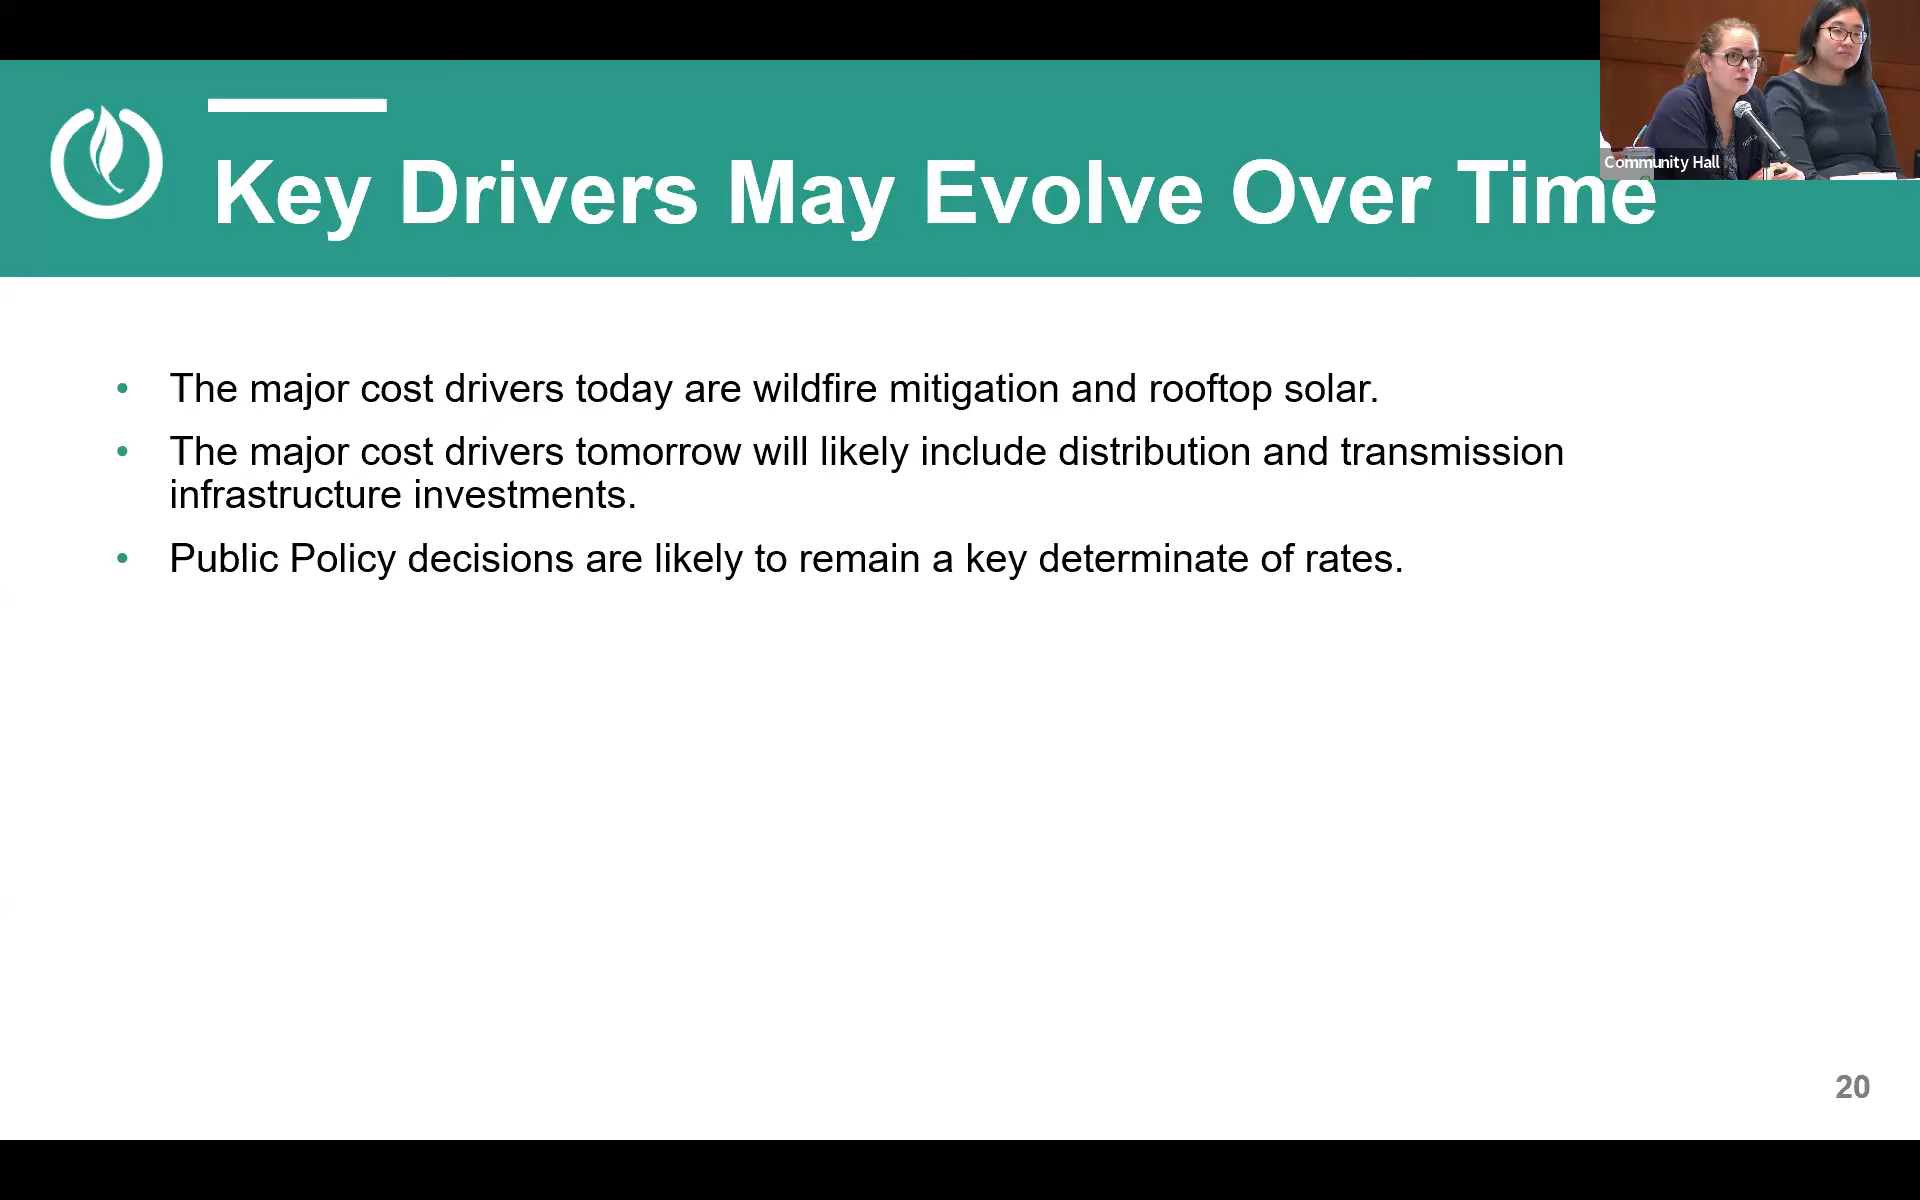 Community Hall
Key Drivers May Evolve Over Time
• The major cost drivers today are wildfire mitigation and rooftop solar.
• The major cost drivers tomorrow will likely include distribution and transmission
infrastructure investments.
• Public Policy decisions are likely to remain a key determinate of rates.
20